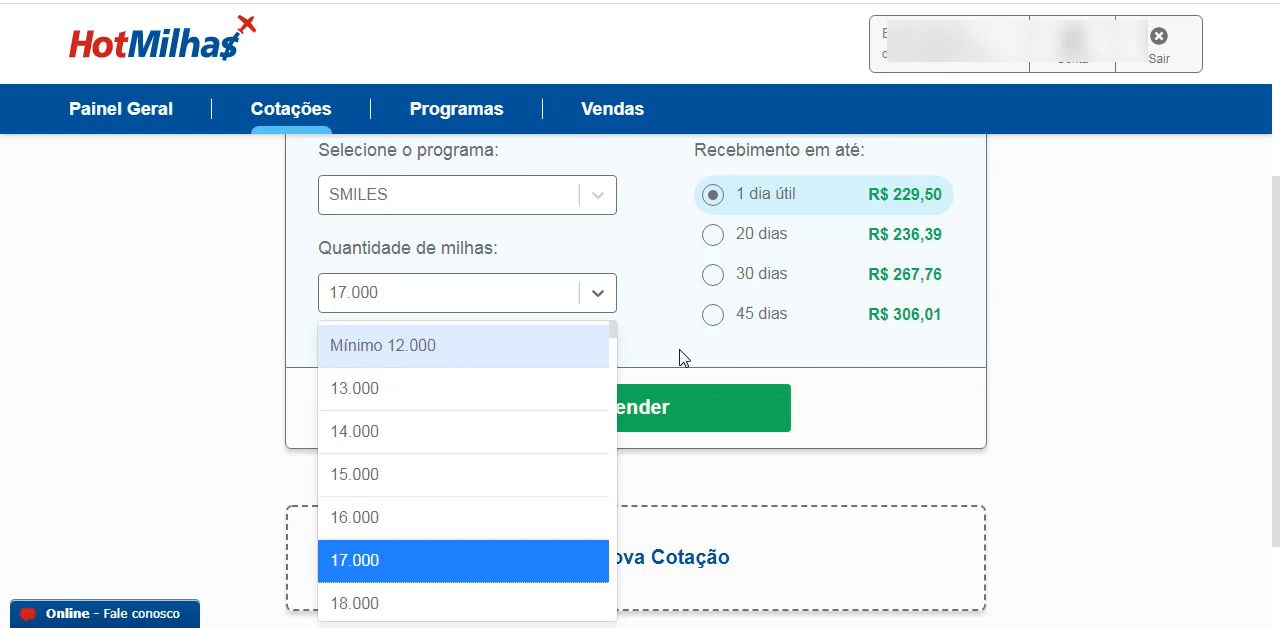 HotMilhas
Sair
Painel Geral
Cotações
Programas
Vendas
Selecione o programa:
SMILES
Quantidade de milhas:
17.000
Mínimo 12.000
13.000
14.000
15.000
16.000
17.000
18.000
Recebimento em até:
1 dia útil R$ 229,50
20 dias R$ 236,39
30 dias R$ 267,76
45 dias R$ 306,01
ender
ova Cotação
Online - Fale conosco